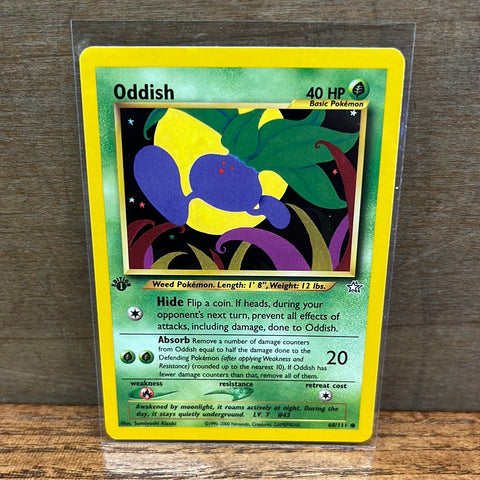 Oddish 40 HP
Basic Pokémon
EDITION 1
Weed Pokémon. Length: 1' 8", Weight: 12 lbs.
Hide Flip a coin. If heads, during your
opponent's next turn, prevent all effects of
attacks, including damage, done to Oddish.
Absorb Remove a number of damage counters
from Oddish equal to half the damage done to the
Defending Pokémon (after applying Weakness and
Resistance) (rounded up to the nearest 10). If Oddish has
fewer damage counters than that, remove all of them.
20
weakness resistance retreat cost
Awakened by moonlight, it roams actively at night. During the
day, it stays quietly underground. LV. 7 #43
Illus. Sumiyoshi Kizuki ©1995-2000 Nintendo, Creatures, GAMEFREAK. 68/111